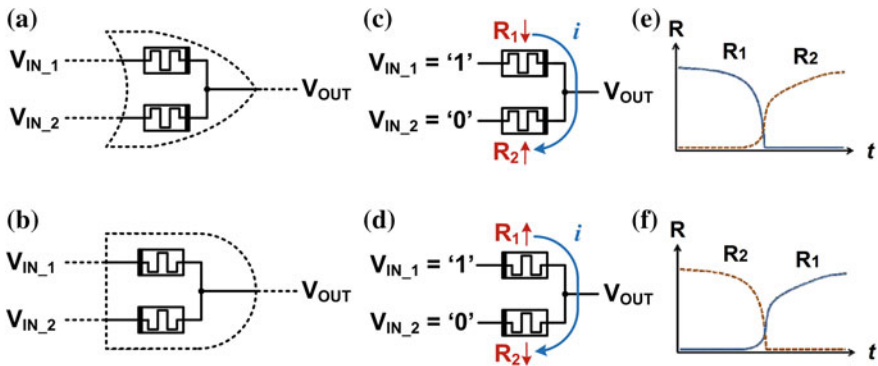 (a)
V_IN_1
V_IN_2
V_OUT
(c)
R1↓
i
V_IN_1 = ‘1’
V_IN_2 = ‘0’
V_OUT
R2↑
(e)
R
R1
R2
t
(b)
V_IN_1
V_IN_2
V_OUT
(d)
R1↑
i
V_IN_1 = ‘1’
V_IN_2 = ‘0’
V_OUT
R2↓
(f)
R
R2
R1
t